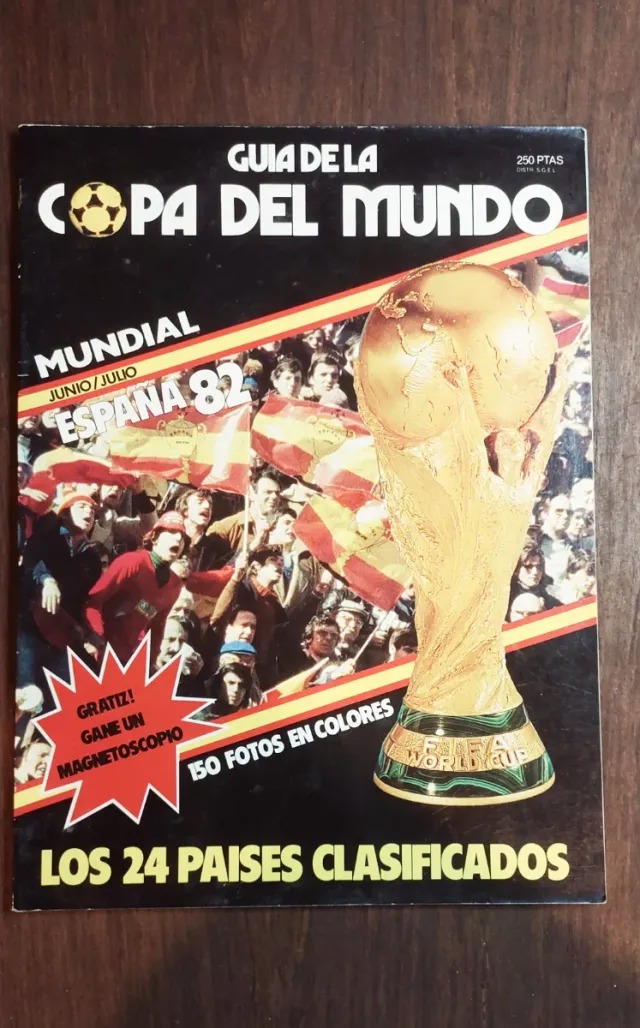 GUIA DE LA
250 PTAS
DISTR. S.G.E.L
COPA DEL MUNDO
MUNDIAL
JUNIO/JULIO
ESPAÑA 82
GRATIZ!
GANE UN
MAGNETOSCOPIO
150 FOTOS EN COLORES
FIFA
WORLD CUP
LOS 24 PAISES CLASIFICADOS